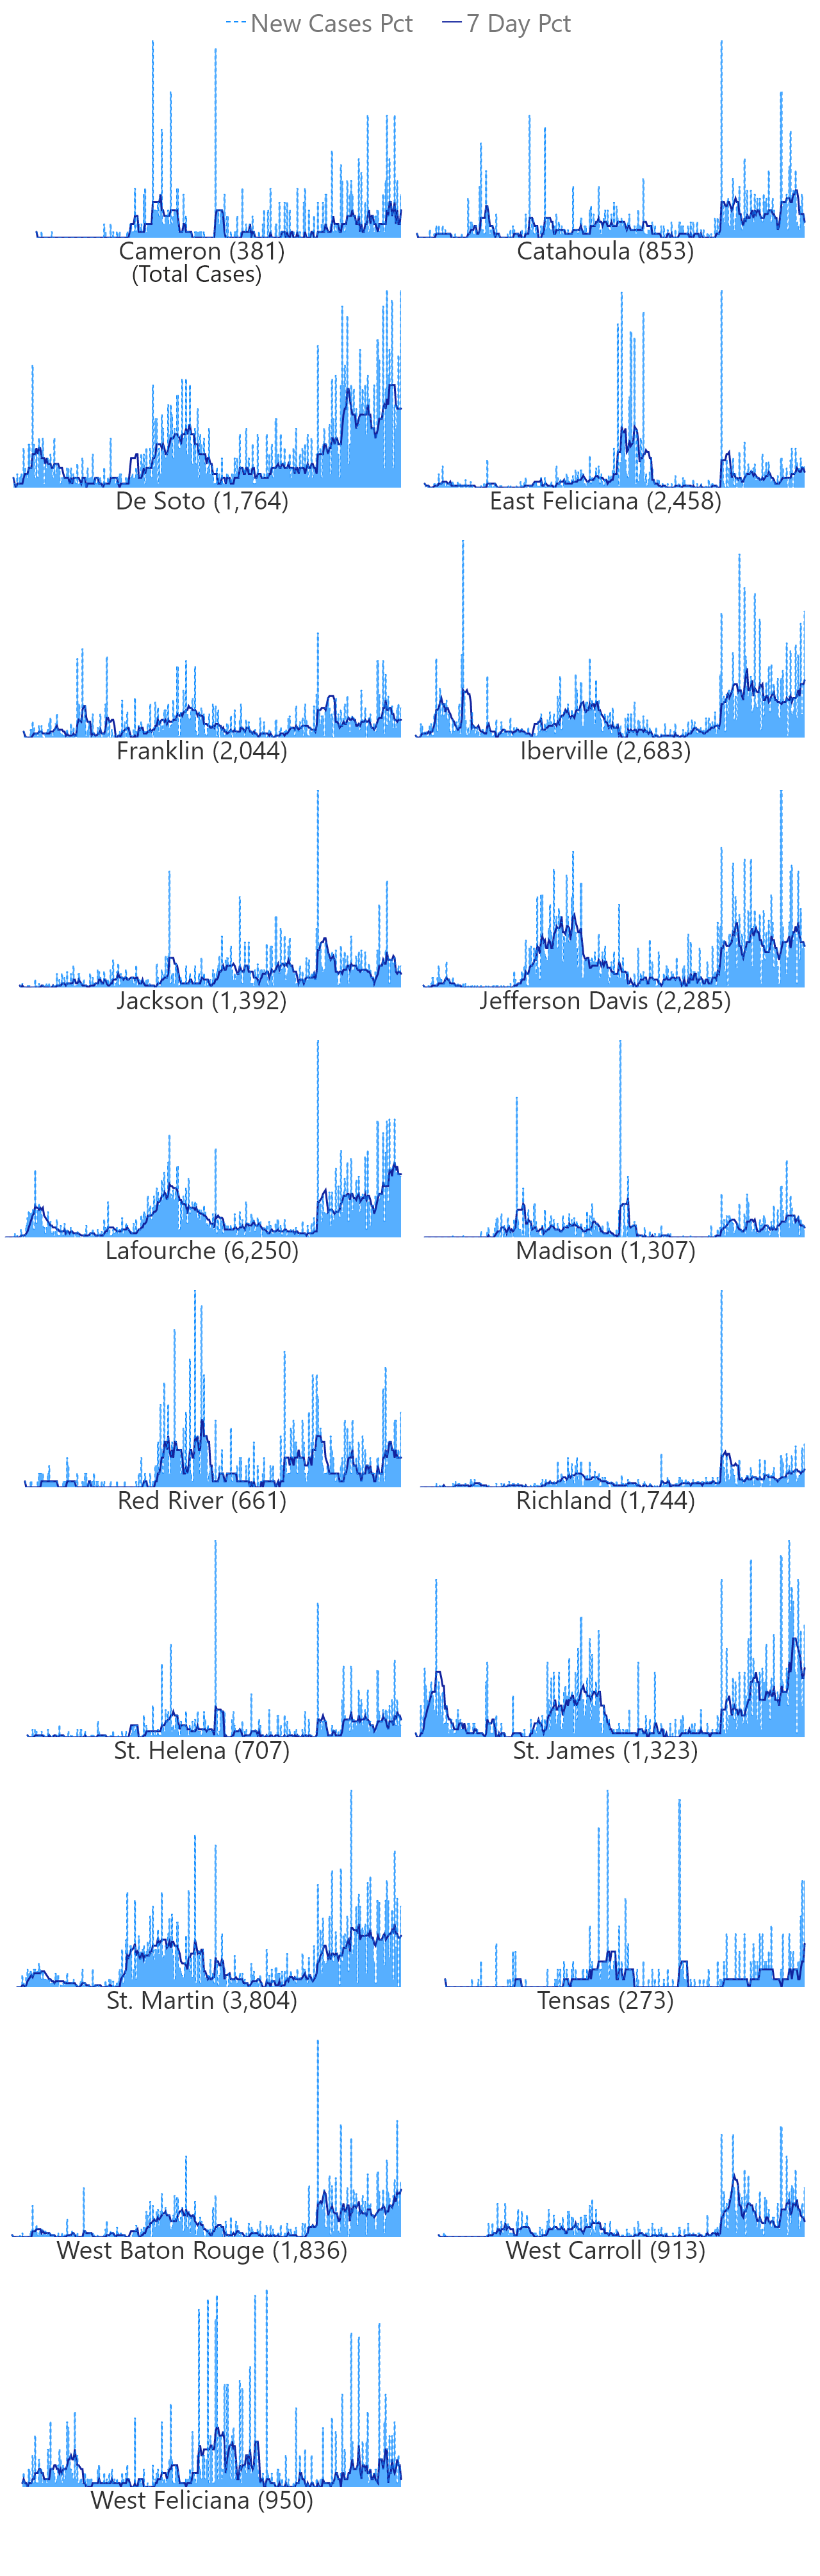 New Cases Pct 7 Day Pct
Cameron (381) Catahoula (853)
(Total Cases)
De Soto (1,764) East Feliciana (2,458)
Franklin (2,044) Iberville (2,683)
Jackson (1,392) Jefferson Davis (2,285)
Lafourche (6,250) Madison (1,307)
Red River (661) Richland (1,744)
St. Helena (707) St. James (1,323)
St. Martin (3,804) Tensas (273)
West Baton Rouge (1,836) West Carroll (913)
West Feliciana (950)